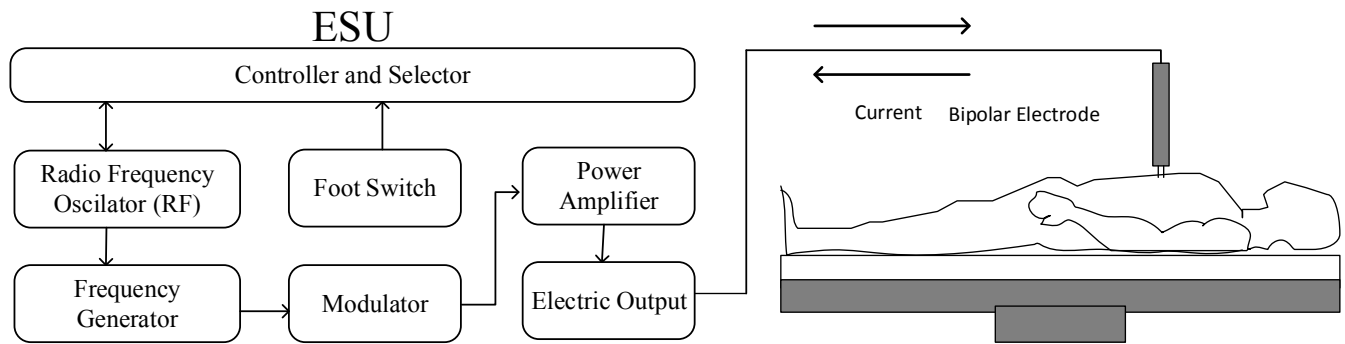 ESU
Controller and Selector
Radio Frequency
Oscilator (RF)
Foot Switch
Power
Amplifier
Frequency
Generator
Modulator
Electric Output
Current
Bipolar Electrode